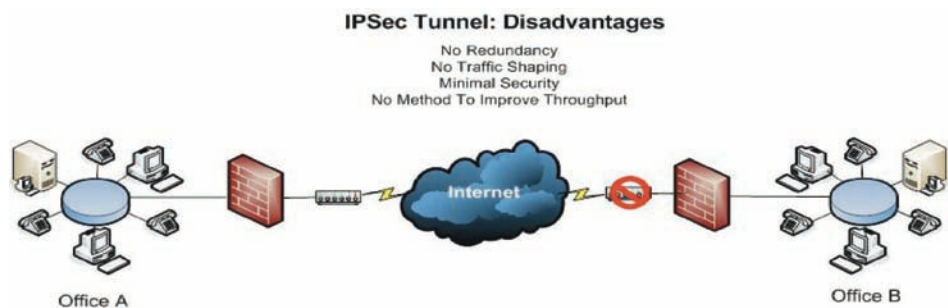 IPSec Tunnel: Disadvantages
No Redundancy
No Traffic Shaping
Minimal Security
No Method To Improve Throughput
Internet
Office A
Office B